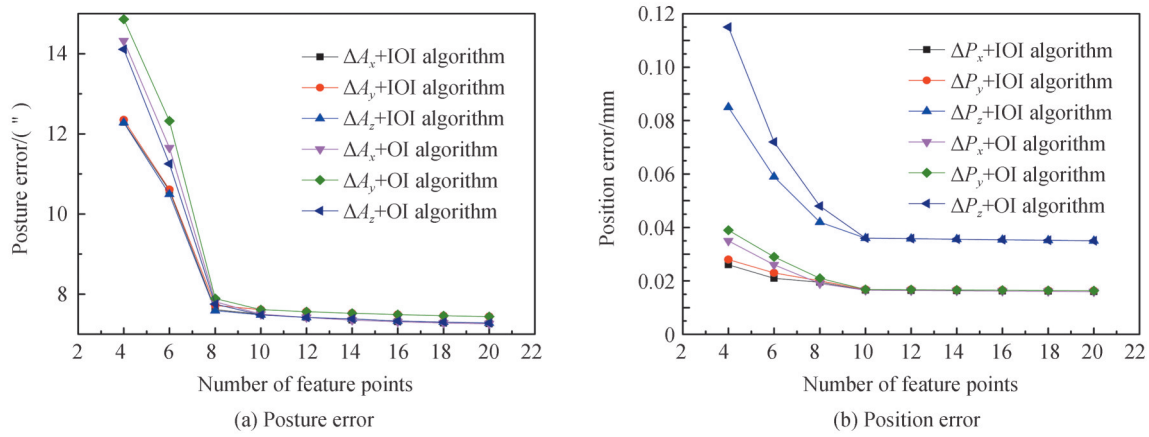 14
12
10
8
Posture error/(″)
ΔAx+IOI algorithm
ΔAy+IOI algorithm
ΔAz+IOI algorithm
ΔAx+OI algorithm
ΔAy+OI algorithm
ΔAz+OI algorithm
2 4 6 8 10 12 14 16 18 20 22
Number of feature points
(a) Posture error
0.12
0.10
0.08
0.06
0.04
0.02
0
Position error/mm
ΔPx+IOI algorithm
ΔPy+IOI algorithm
ΔPz+IOI algorithm
ΔPx+OI algorithm
ΔPy+OI algorithm
ΔPz+OI algorithm
2 4 6 8 10 12 14 16 18 20 22
Number of feature points
(b) Position error